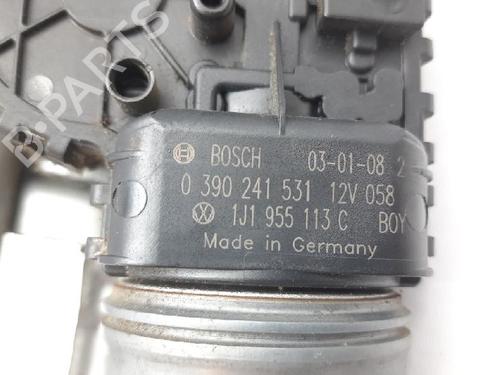 B-PARTS
BOSCH 03-01-08 2
0 390 241 531 12V 058
1J1 955 113 C BOY
Made in Germany